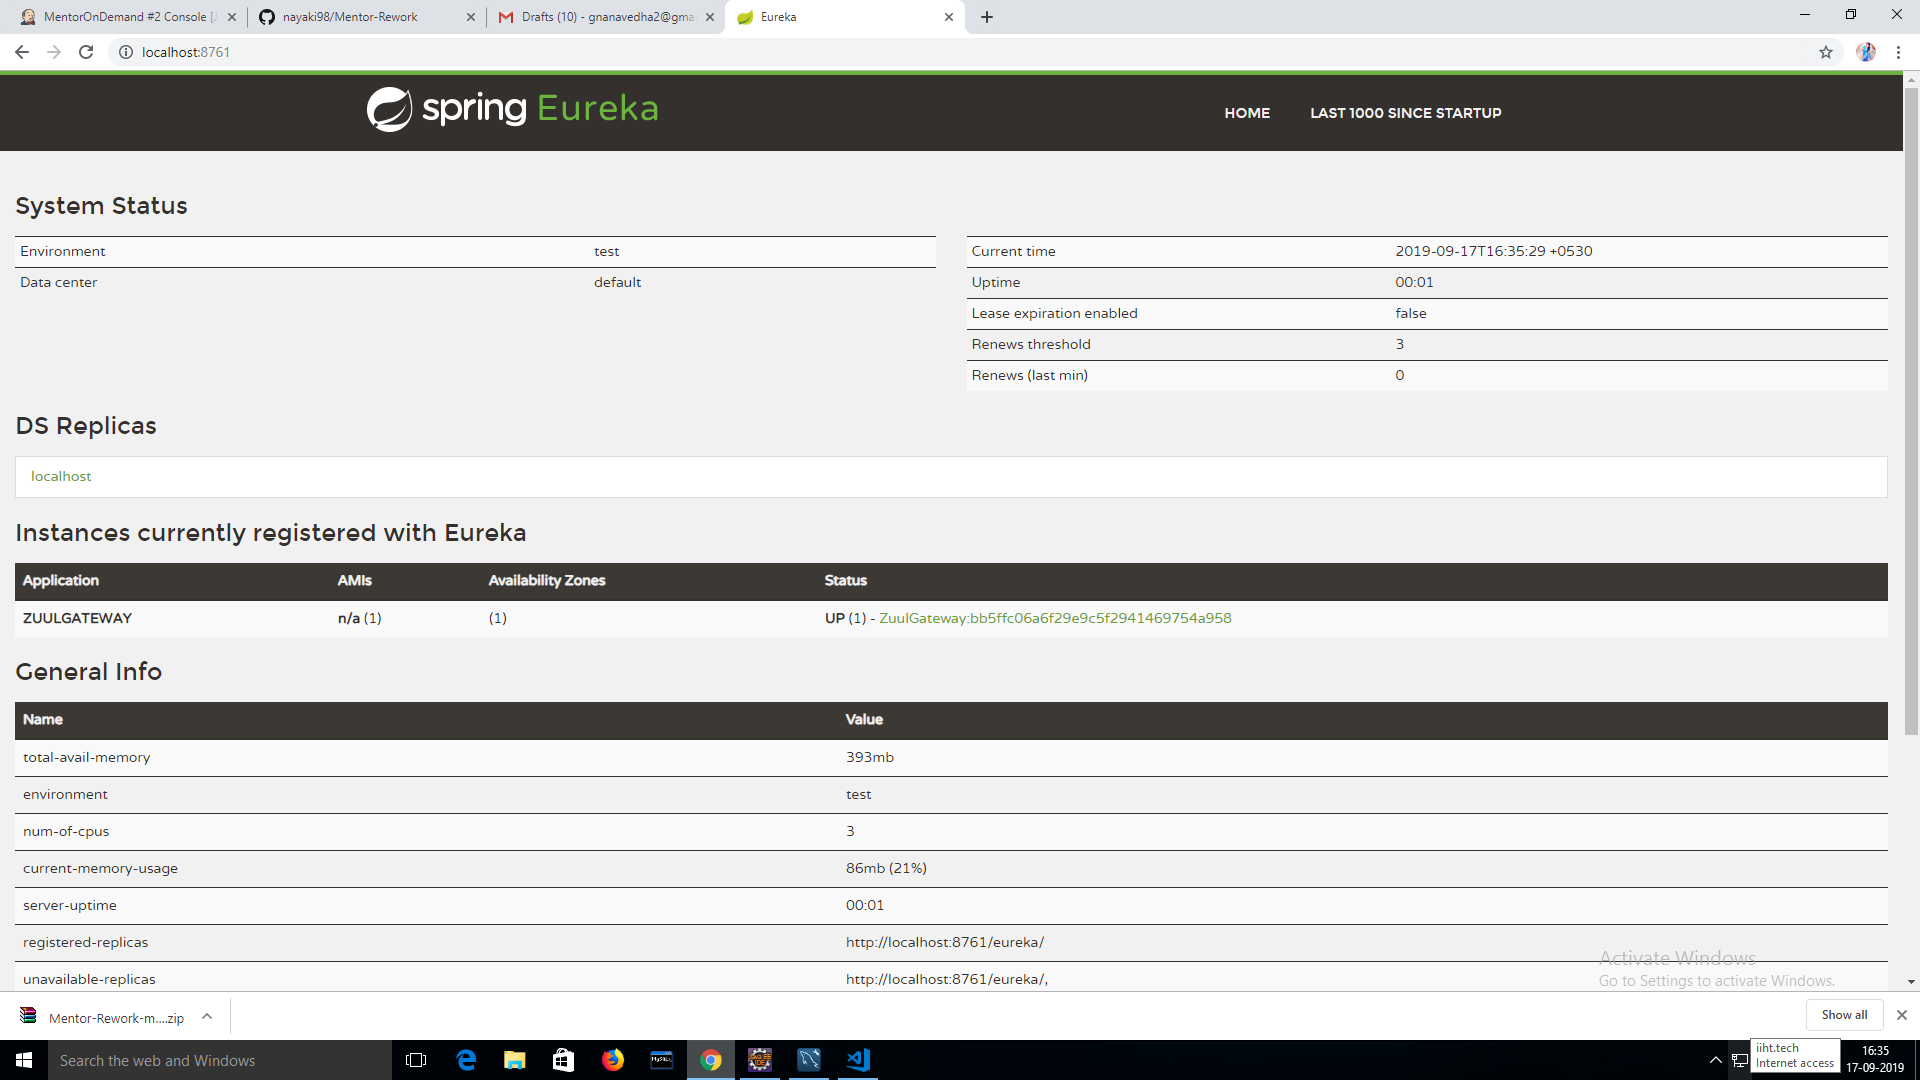 MentorOnDemand #2 Console [J
nayaki98/Mentor-Rework
Drafts (10) - gnanavedha2@gma
Eureka
localhost:8761
spring Eureka
HOME
LAST 1000 SINCE STARTUP
System Status
Environment test
Data center default
Current time 2019-09-17T16:35:29 +0530
Uptime 00:01
Lease expiration enabled false
Renews threshold 3
Renews (last min) 0
DS Replicas
localhost
Instances currently registered with Eureka
Application AMIs Availability Zones Status
ZUULGATEWAY n/a (1) (1) UP (1) - ZuulGateway:bb5ffc06a6f29e9c5f2941469754a958
General Info
Name Value
total-avail-memory 393mb
environment test
num-of-cpus 3
current-memory-usage 86mb (21%)
server-uptime 00:01
registered-replicas http://localhost:8761/eureka/
unavailable-replicas http://localhost:8761/eureka/,
Activate Windows
Go to Settings to activate Windows.
Mentor-Rework-m....zip
Show all
Search the web and Windows
iiht.tech
Internet access
16:35
17-09-2019